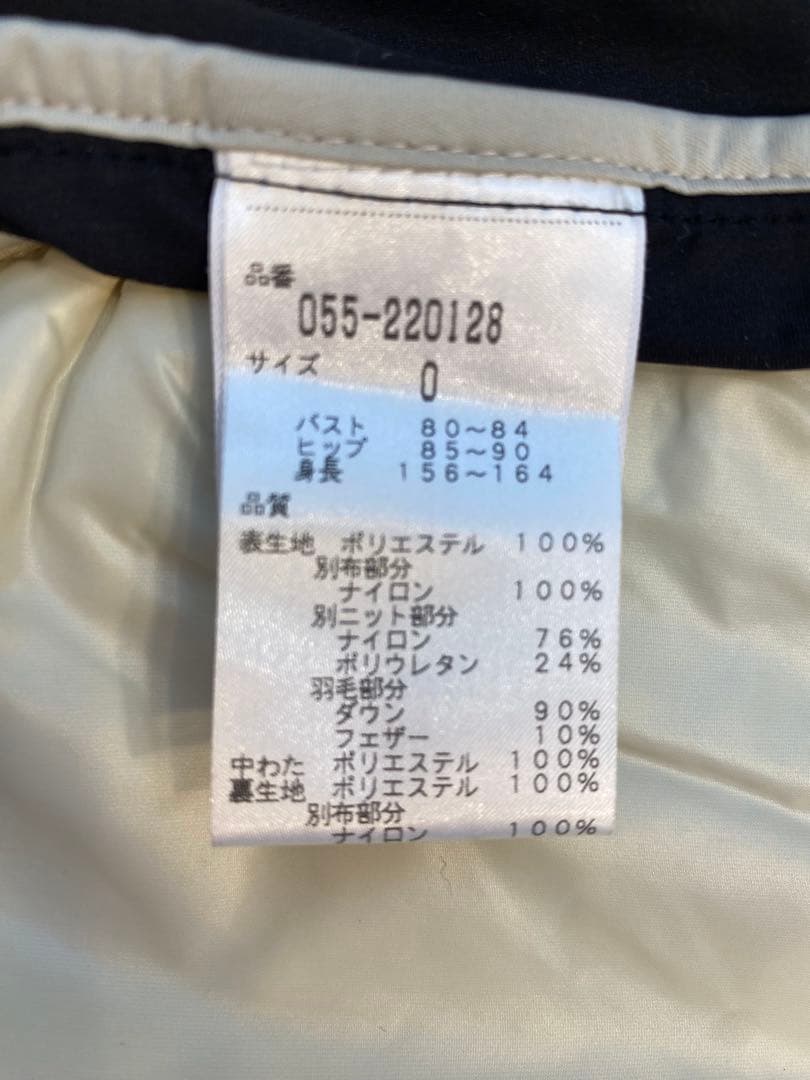 品番
055-220128
サイズ
0
バスト 80〜84
ヒップ 85〜90
身長 156〜164
品質
表生地 ポリエステル 100%
別布部分
ナイロン 100%
別ニット部分
ナイロン 76%
ポリウレタン 24%
羽毛部分
ダウン 90%
フェザー 10%
中わた ポリエステル 100%
裏生地 ポリエステル 100%
別布部分
ナイロン 100%